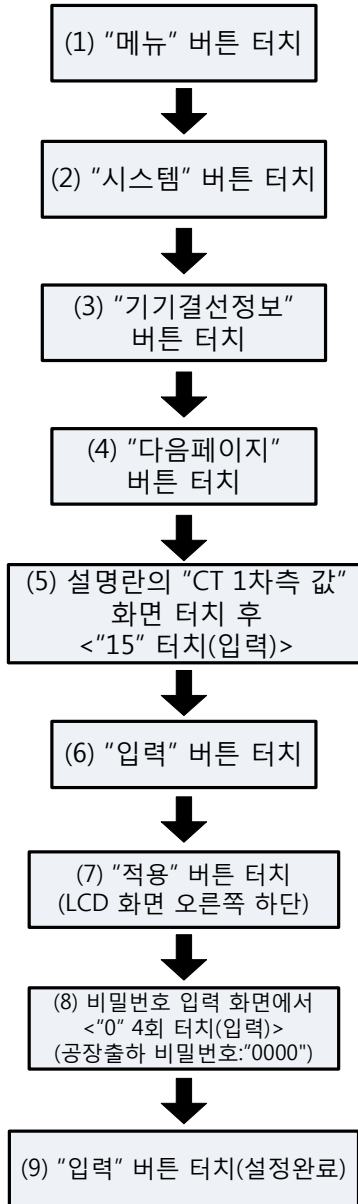 (1) "메뉴" 버튼 터치
(2) "시스템" 버튼 터치
(3) "기기결선정보"
버튼 터치
(4) "다음페이지"
버튼 터치
(5) 설명란의 "CT 1차측 값"
화면 터치 후
<"15" 터치(입력)>
(6) "입력" 버튼 터치
(7) "적용" 버튼 터치
(LCD 화면 오른쪽 하단)
(8) 비밀번호 입력 화면에서
<"0" 4회 터치(입력)>
(공장출하 비밀번호:"0000")
(9) "입력" 버튼 터치(설정완료)